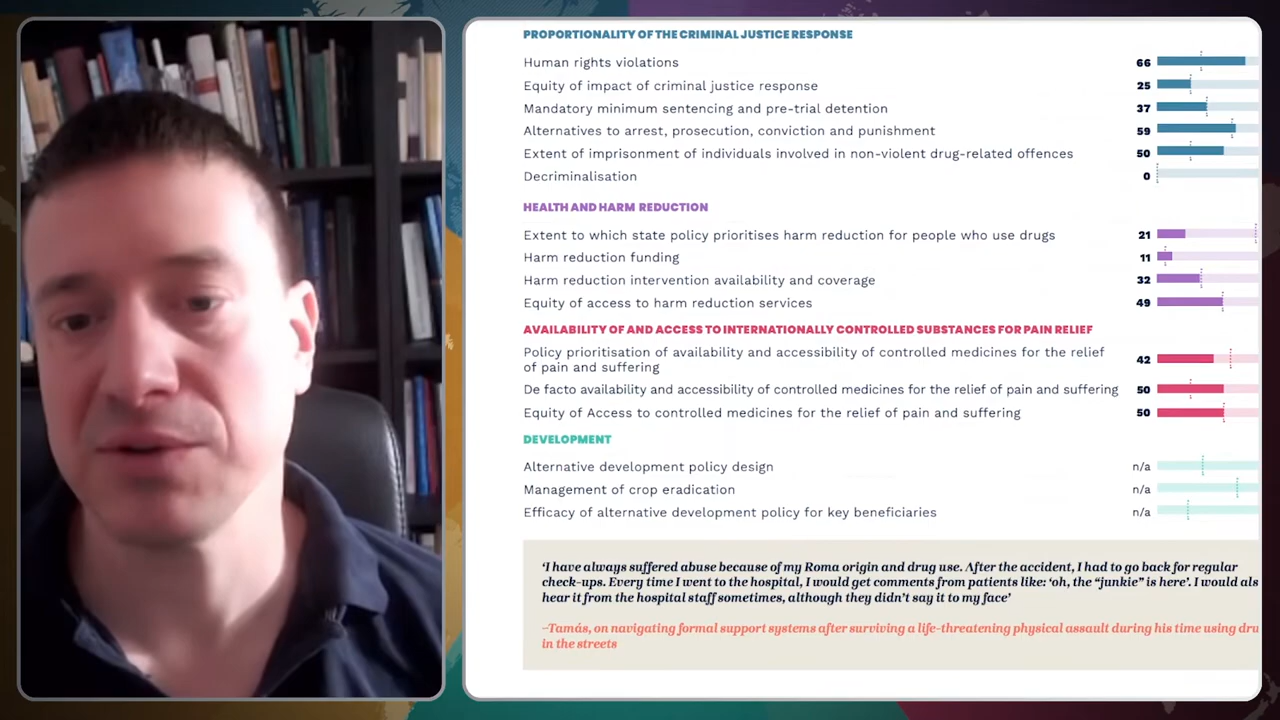 PROPORTIONALITY OF THE CRIMINAL JUSTICE RESPONSE
Human rights violations 66
Equity of impact of criminal justice response 25
Mandatory minimum sentencing and pre-trial detention 37
Alternatives to arrest, prosecution, conviction and punishment 59
Extent of imprisonment of individuals involved in non-violent drug-related offences 50
Decriminalisation 0
HEALTH AND HARM REDUCTION
Extent to which state policy prioritises harm reduction for people who use drugs 21
Harm reduction funding 11
Harm reduction intervention availability and coverage 32
Equity of access to harm reduction services 49
AVAILABILITY OF AND ACCESS TO INTERNATIONALLY CONTROLLED SUBSTANCES FOR PAIN RELIEF
Policy prioritisation of availability and accessibility of controlled medicines for the relief
of pain and suffering 42
De facto availability and accessibility of controlled medicines for the relief of pain and suffering 50
Equity of Access to controlled medicines for the relief of pain and suffering 50
DEVELOPMENT
Alternative development policy design n/a
Management of crop eradication n/a
Efficacy of alternative development policy for key beneficiaries n/a
‘I have always suffered abuse because of my Roma origin and drug use. After the accident, I had to go back for regular
check-ups. Every time I went to the hospital, I would get comments from patients like: ‘oh, the “junkie” is here’. I would als
hear it from the hospital staff sometimes, although they didn’t say it to my face’
–Tamás, on navigating formal support systems after surviving a life-threatening physical assault during his time using dru
in the streets